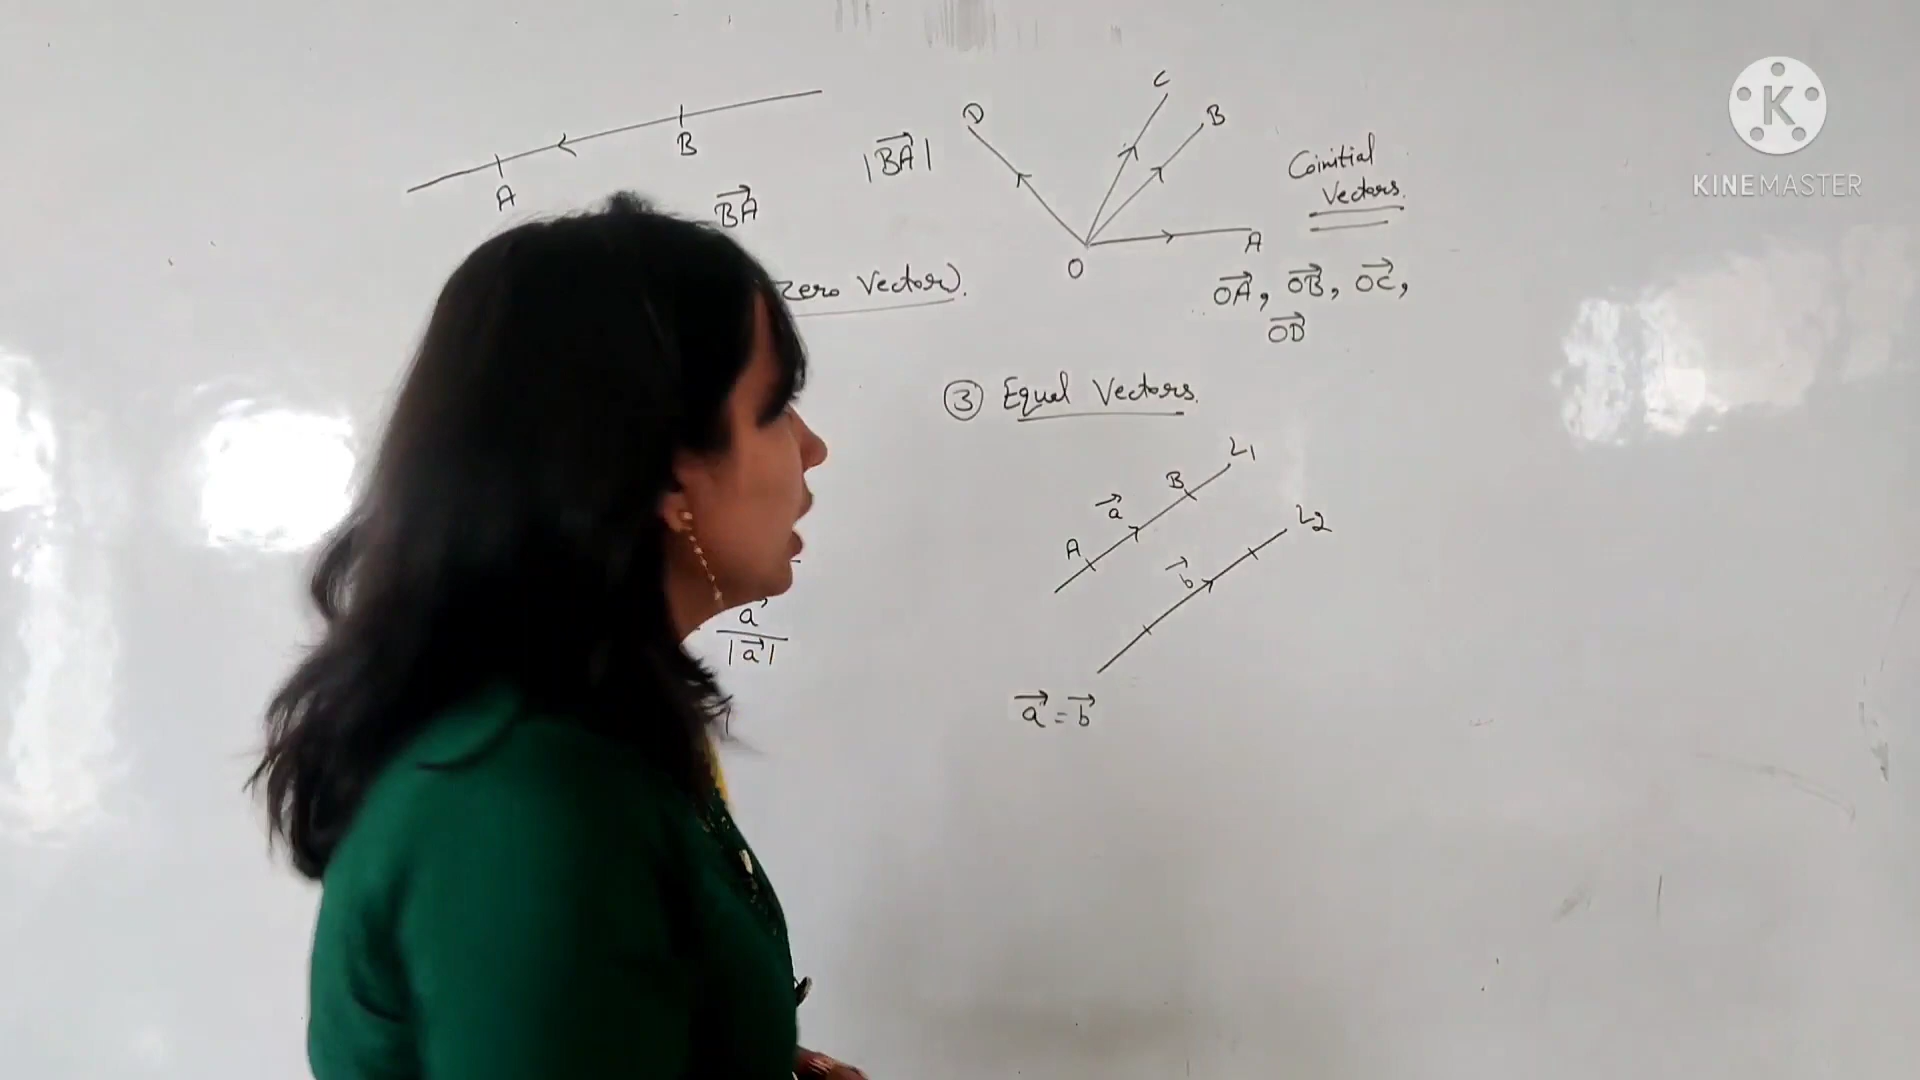 A
B
BA
|BA|
zero Vector).
a
|a|
D
C
B
A
O
Coinitial
Vectors.
OA, OB, OC,
OD
③ Equal Vectors.
L1
B
a
A
L2
b
a = b
K
KINEMASTER